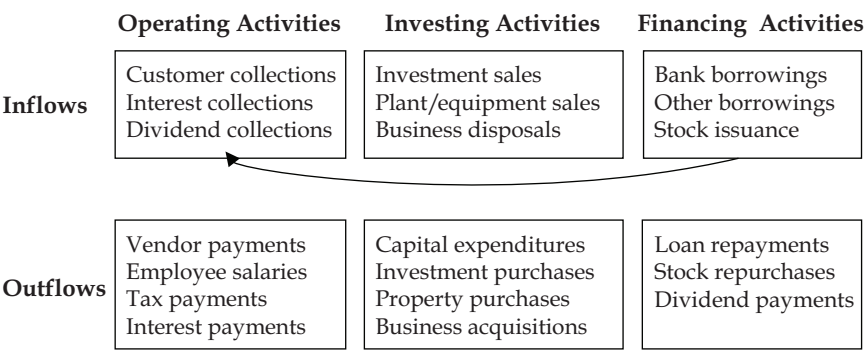 Operating Activities Investing Activities Financing Activities
Inflows
Customer collections
Interest collections
Dividend collections
Investment sales
Plant/equipment sales
Business disposals
Bank borrowings
Other borrowings
Stock issuance
Outflows
Vendor payments
Employee salaries
Tax payments
Interest payments
Capital expenditures
Investment purchases
Property purchases
Business acquisitions
Loan repayments
Stock repurchases
Dividend payments